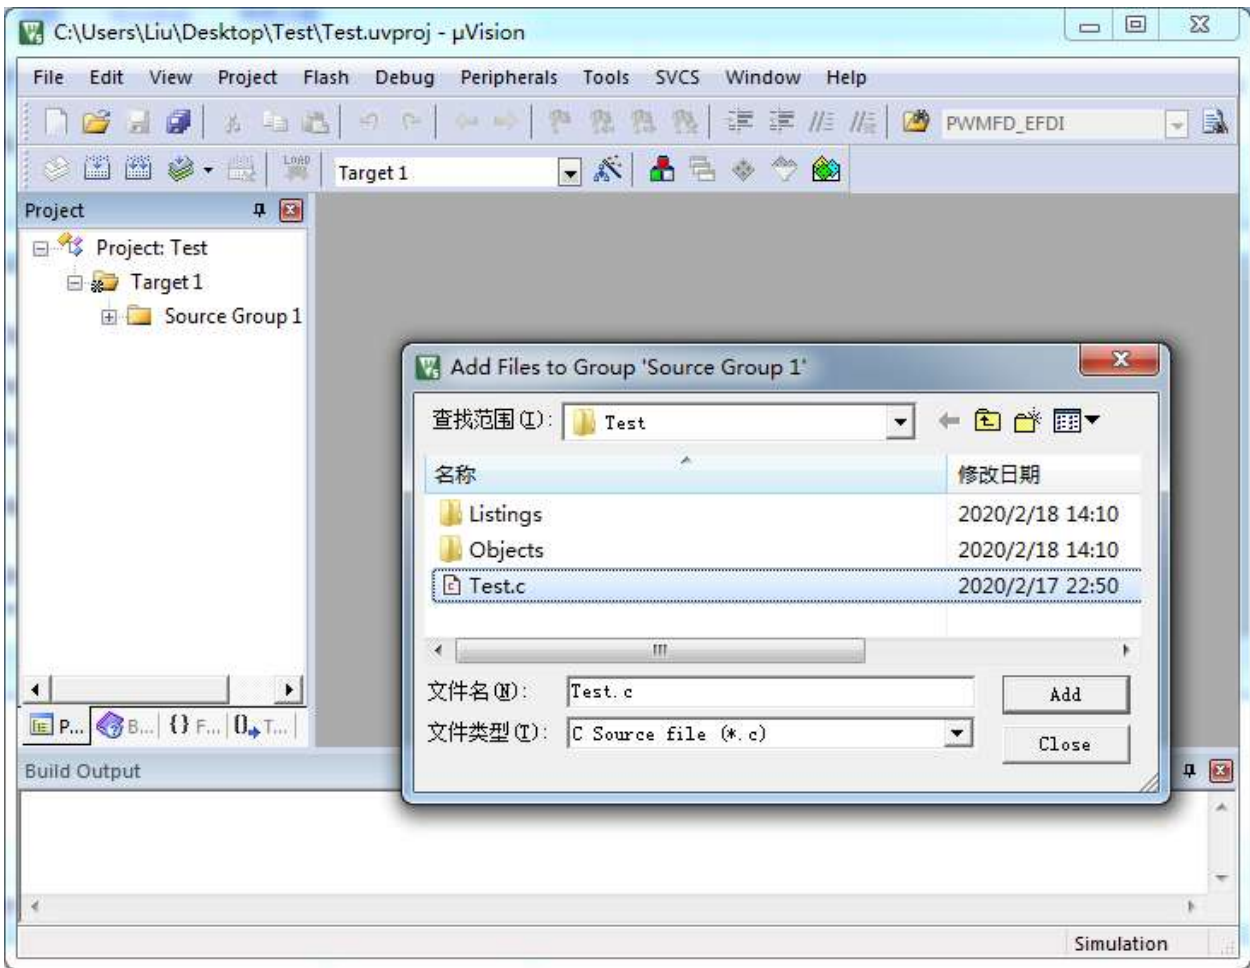 C:\Users\Liu\Desktop\Test\Test.uvproj - µVision
File Edit View Project Flash Debug Peripherals Tools SVCS Window Help
PWMFD_EFDI
LOAD Target 1
Project
Project: Test
Target 1
Source Group 1
Add Files to Group 'Source Group 1'
查找范围(I): Test
名称 修改日期
Listings 2020/2/18 14:10
Objects 2020/2/18 14:10
Test.c 2020/2/17 22:50
文件名(N): Test.c Add
文件类型(T): C Source file (*.c) Close
P... B... {} F... 0 T...
Build Output
Simulation